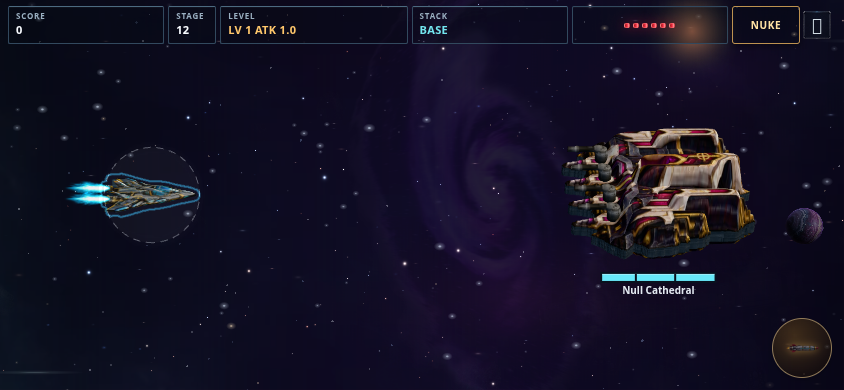 SCORE
0
STAGE
12
LEVEL
LV 1 ATK 1.0
STACK
BASE
NUKE
Null Cathedral